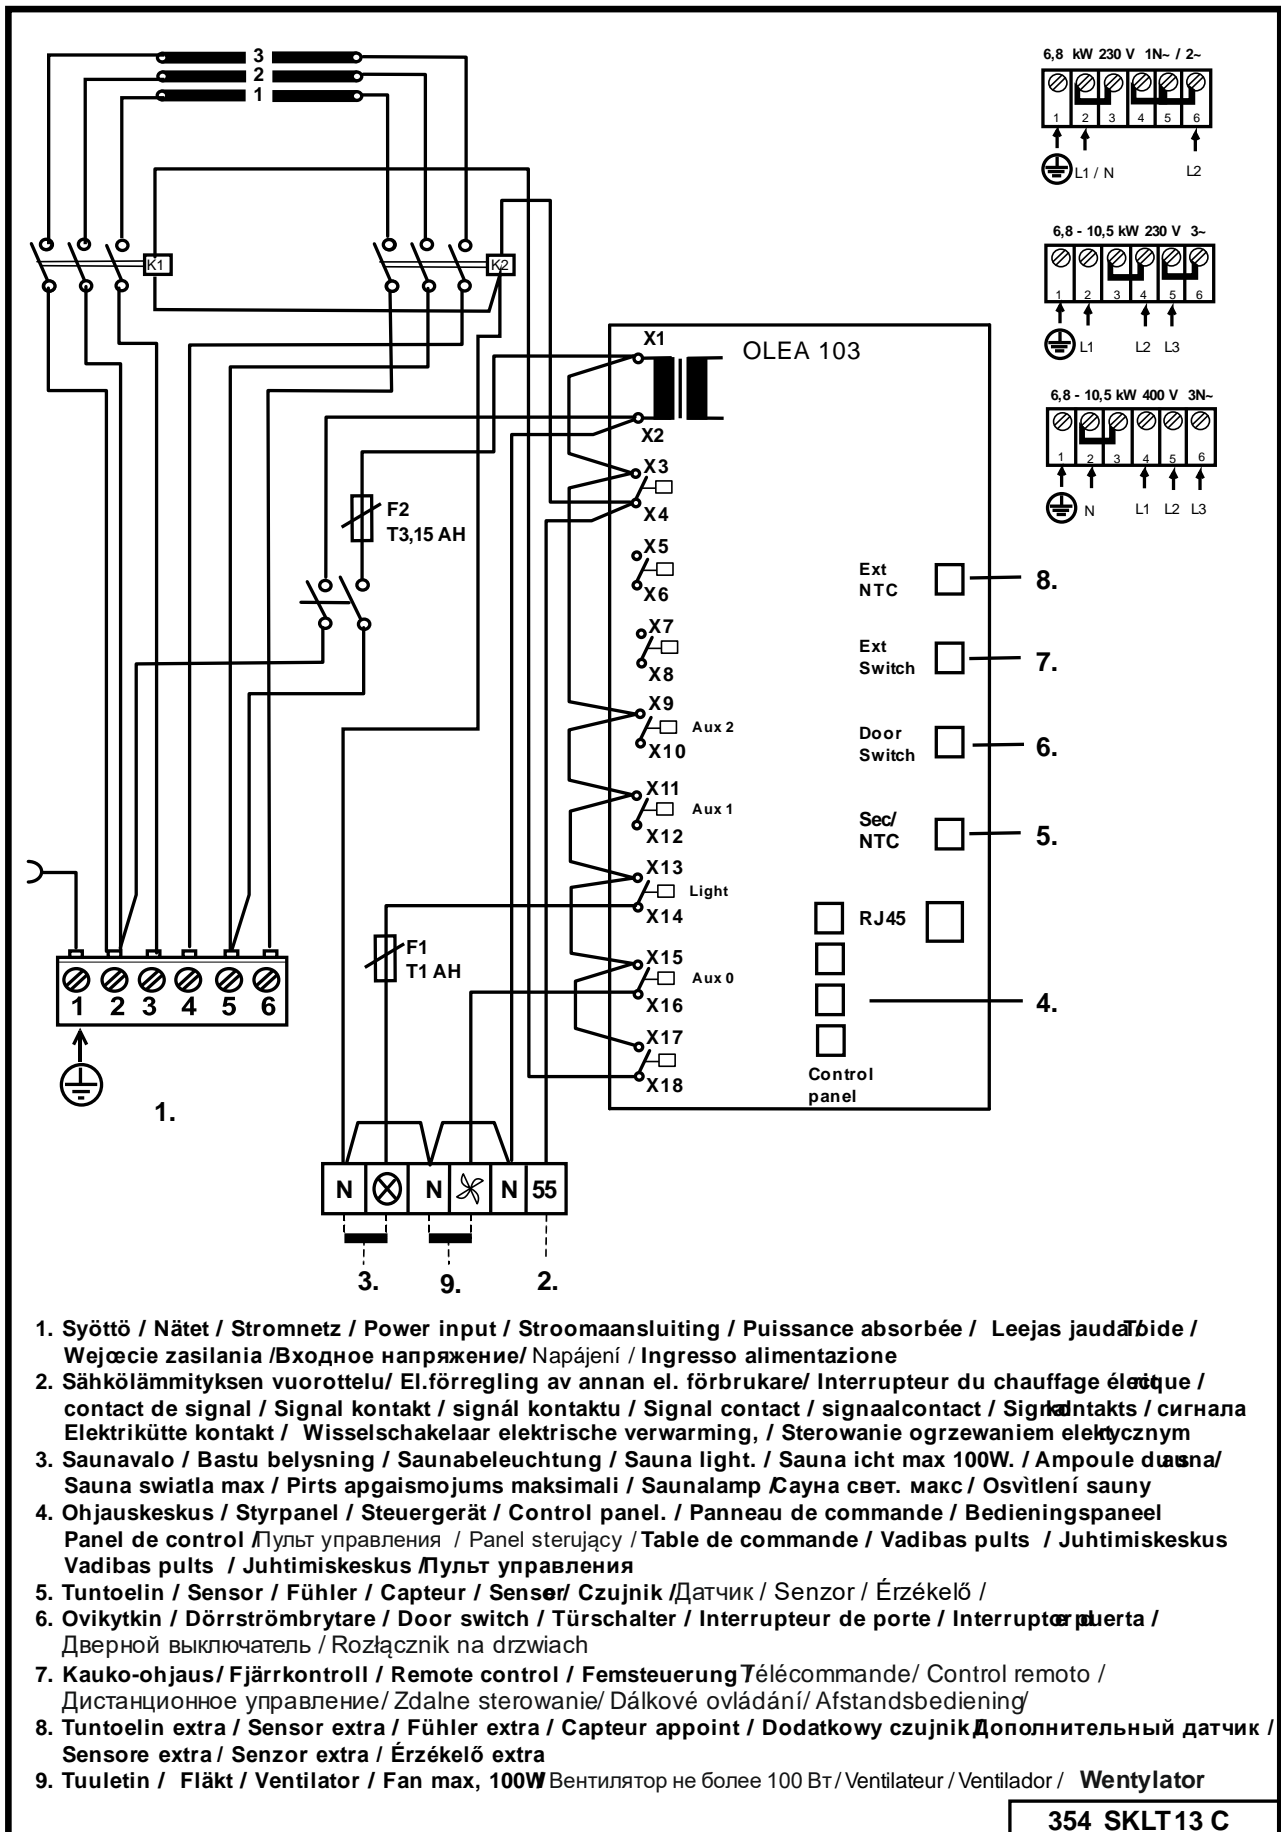 3
2
1
6,8 kW 230 V 1N~ / 2~
1 2 3 4 5 6
L1 / N L2
K1 K2
6,8 - 10,5 kW 230 V 3~
1 2 3 4 5 6
L1 L2 L3
6,8 - 10,5 kW 400 V 3N~
1 2 3 4 5 6
N L1 L2 L3
OLEA 103
X1
X2
X3
X4
X5
X6
X7
X8
X9
Aux 2
X10
X11
Aux 1
X12
X13
Light
X14
X15
Aux 0
X16
X17
X18
F2
T3,15 AH
F1
T1 AH
Ext
NTC
8.
Ext
Switch
7.
Door
Switch
6.
Sec/
NTC
5.
RJ45
4.
Control
panel
1 2 3 4 5 6
1.
N N N 55
3. 9. 2.
1. Syöttö / Nätet / Stromnetz / Power input / Stroomaansluiting / Puissance absorbée / Leejas jauda/Toide /
Wejœcie zasilania /Входное напряжение/ Napájení / Ingresso alimentazione
2. Sähkölämmityksen vuorottelu/ El.förregling av annan el. förbrukare/ Interrupteur du chauffage électrique /
contact de signal / Signal kontakt / signál kontaktu / Signal contact / signaalcontact / Signalkontakts / сигнала
Elektrikütte kontakt / Wisselschakelaar elektrische verwarming, / Sterowanie ogrzewaniem elektrycznym
3. Saunavalo / Bastu belysning / Saunabeleuchtung / Sauna light. / Sauna icht max 100W. / Ampoule du sauna/
Sauna swiatla max / Pirts apgaismojums maksimali / Saunalamp /Сауна свет. макс / Osvìtlení sauny
4. Ohjauskeskus / Styrpanel / Steuergerät / Control panel. / Panneau de commande / Bedieningspaneel
Panel de control /Пульт управления / Panel sterujący / Table de commande / Vadibas pults / Juhtimiskeskus
Vadibas pults / Juhtimiskeskus /Пульт управления
5. Tuntoelin / Sensor / Fühler / Capteur / Sensor/ Czujnik /Датчик / Senzor / Érzékelő /
6. Ovikytkin / Dörrströmbrytare / Door switch / Türschalter / Interrupteur de porte / Interruptor puerta /
Дверной выключатель / Rozłącznik na drzwiach
7. Kauko-ohjaus/ Fjärrkontroll / Remote control / Femsteuerung /Télécommande/ Control remoto /
Дистанционное управление/ Zdalne sterowanie/ Dálkové ovládání/ Afstandsbediening/
8. Tuntoelin extra / Sensor extra / Fühler extra / Capteur appoint / Dodatkowy czujnik/Дополнительный датчик /
Sensore extra / Senzor extra / Érzékelő extra
9. Tuuletin / Fläkt / Ventilator / Fan max, 100W/ Вентилятор не более 100 Вт / Ventilateur / Ventilador / Wentylator
354 SKLT13 C